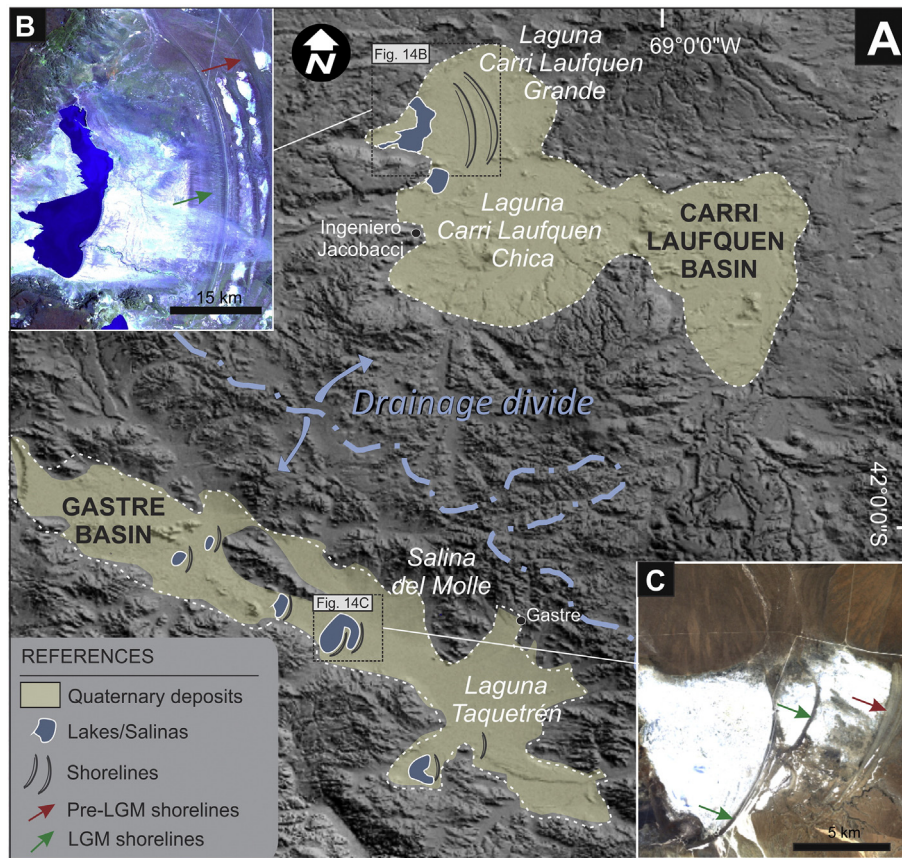 B
A
N
Fig. 14B
Laguna
Carri Laufquen
Grande
69°0'0"W
15 km
Ingeniero
Jacobacci
Laguna
Carri Laufquen
Chica
CARRI
LAUFQUEN
BASIN
Drainage divide
42°0'0"S
GASTRE
BASIN
Salina
del Molle
Fig. 14C
Gastre
Laguna
Taquetrén
C
5 km
REFERENCES
Quaternary deposits
Lakes/Salinas
Shorelines
Pre-LGM shorelines
LGM shorelines